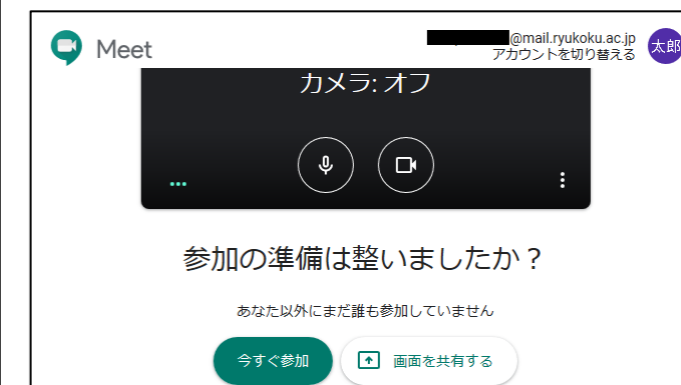 Meet
@mail.ryukoku.ac.jp
アカウントを切り替える
太郎
カメラ: オフ
参加の準備は整いましたか？
あなた以外にまだ誰も参加していません
今すぐ参加
画面を共有する